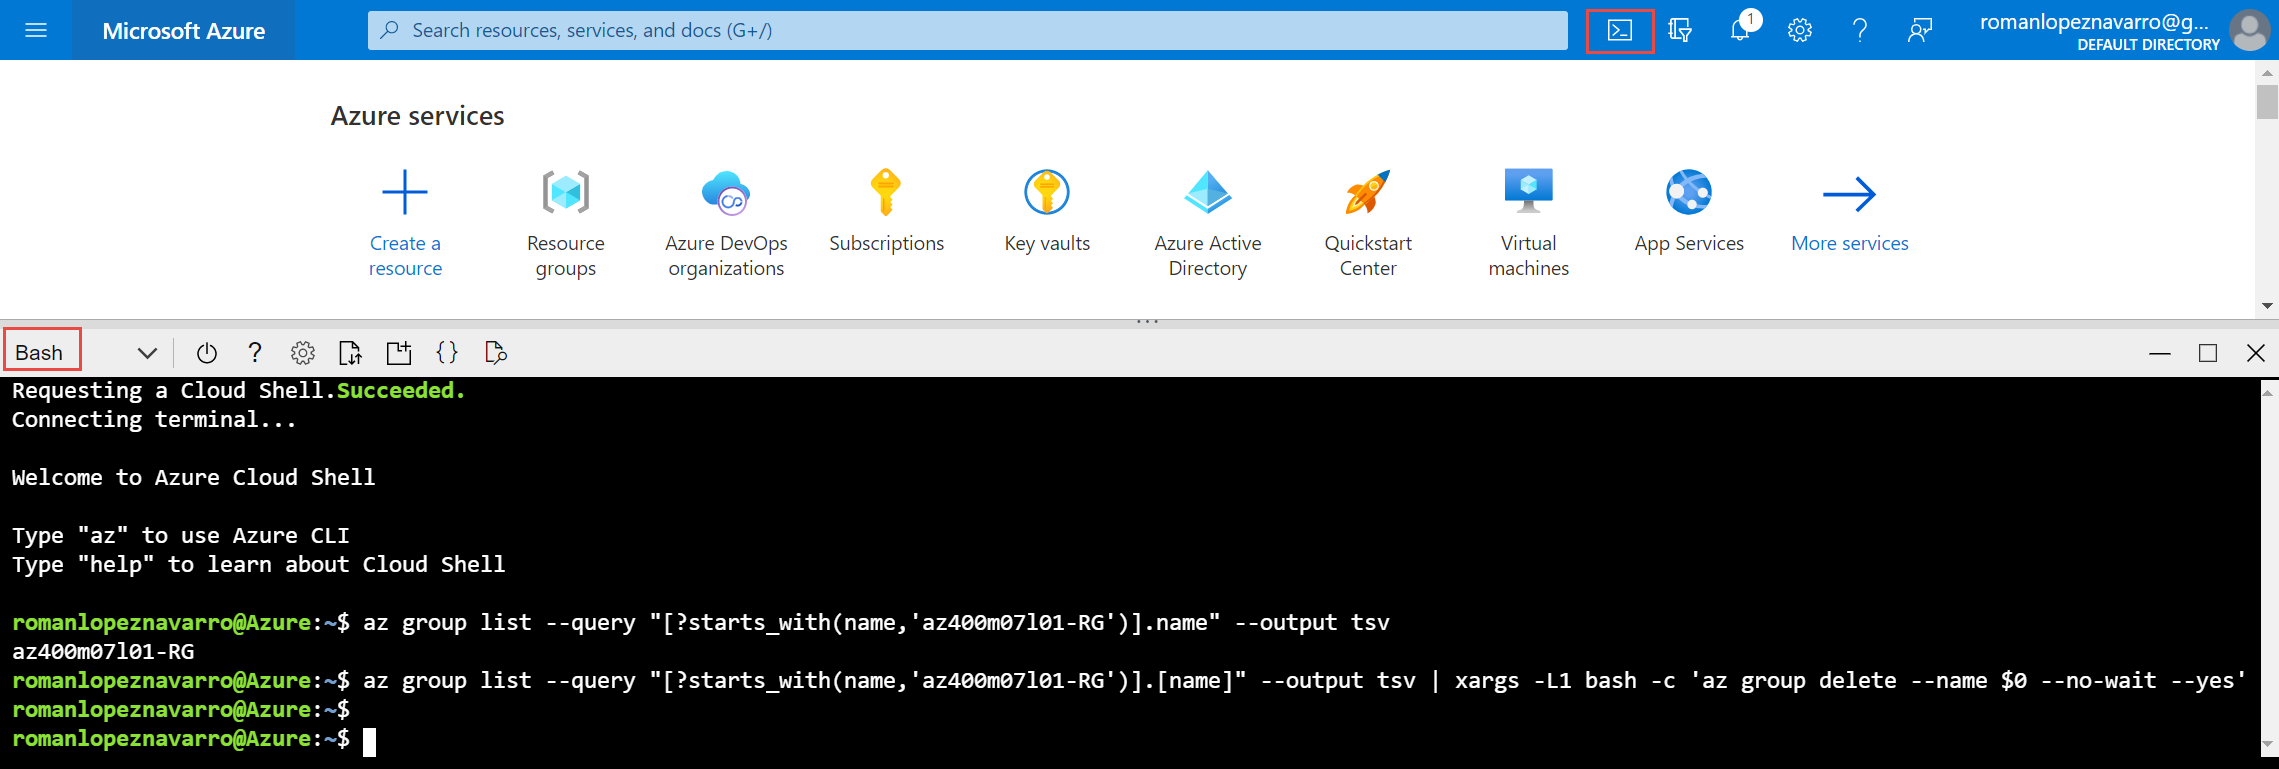 Microsoft Azure
Search resources, services, and docs (G+/)
1
romanlopeznavarro@g...
DEFAULT DIRECTORY
Azure services
Create a
resource
Resource
groups
Azure DevOps
organizations
Subscriptions
Key vaults
Azure Active
Directory
Quickstart
Center
Virtual
machines
App Services
More services
Bash
Requesting a Cloud Shell.Succeeded.
Connecting terminal...
Welcome to Azure Cloud Shell
Type "az" to use Azure CLI
Type "help" to learn about Cloud Shell
romanlopeznavarro@Azure:~$ az group list --query "[?starts_with(name,'az400m07l01-RG')].name" --output tsv
az400m07l01-RG
romanlopeznavarro@Azure:~$ az group list --query "[?starts_with(name,'az400m07l01-RG')].[name]" --output tsv | xargs -L1 bash -c 'az group delete --name $0 --no-wait --yes'
romanlopeznavarro@Azure:~$
romanlopeznavarro@Azure:~$